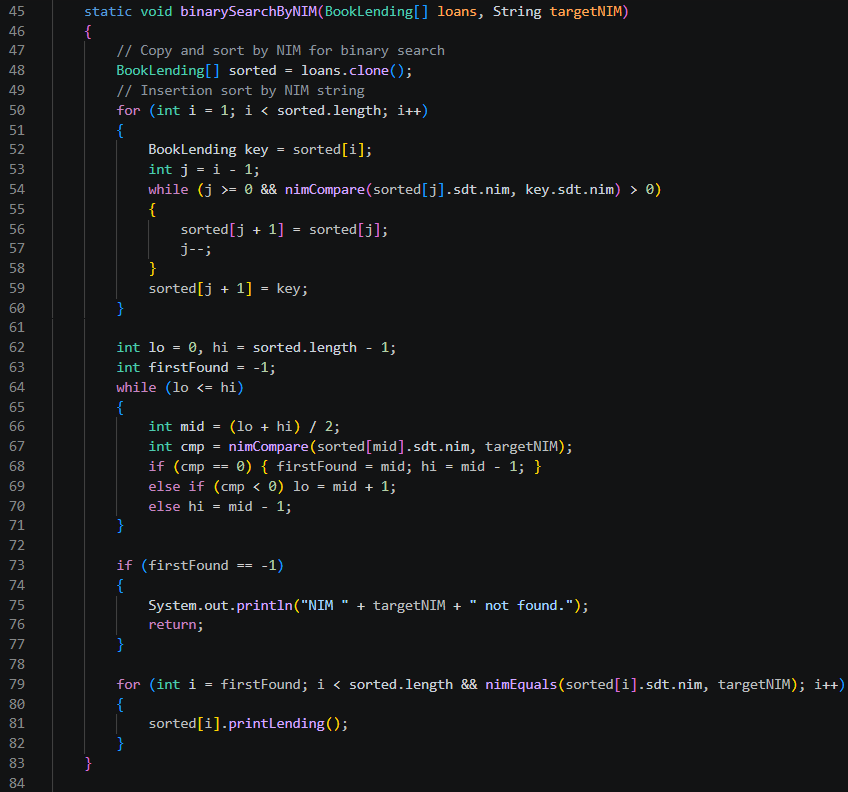 45 static void binarySearchByNIM(BookLending[] loans, String targetNIM)
46 {
47 // Copy and sort by NIM for binary search
48 BookLending[] sorted = loans.clone();
49 // Insertion sort by NIM string
50 for (int i = 1; i < sorted.length; i++)
51 {
52 BookLending key = sorted[i];
53 int j = i - 1;
54 while (j >= 0 && nimCompare(sorted[j].sdt.nim, key.sdt.nim) > 0)
55 {
56 sorted[j + 1] = sorted[j];
57 j--;
58 }
59 sorted[j + 1] = key;
60 }
61
62 int lo = 0, hi = sorted.length - 1;
63 int firstFound = -1;
64 while (lo <= hi)
65 {
66 int mid = (lo + hi) / 2;
67 int cmp = nimCompare(sorted[mid].sdt.nim, targetNIM);
68 if (cmp == 0) { firstFound = mid; hi = mid - 1; }
69 else if (cmp < 0) lo = mid + 1;
70 else hi = mid - 1;
71 }
72
73 if (firstFound == -1)
74 {
75 System.out.println("NIM " + targetNIM + " not found.");
76 return;
77 }
78
79 for (int i = firstFound; i < sorted.length && nimEquals(sorted[i].sdt.nim, targetNIM); i++)
80 {
81 sorted[i].printLending();
82 }
83 }
84